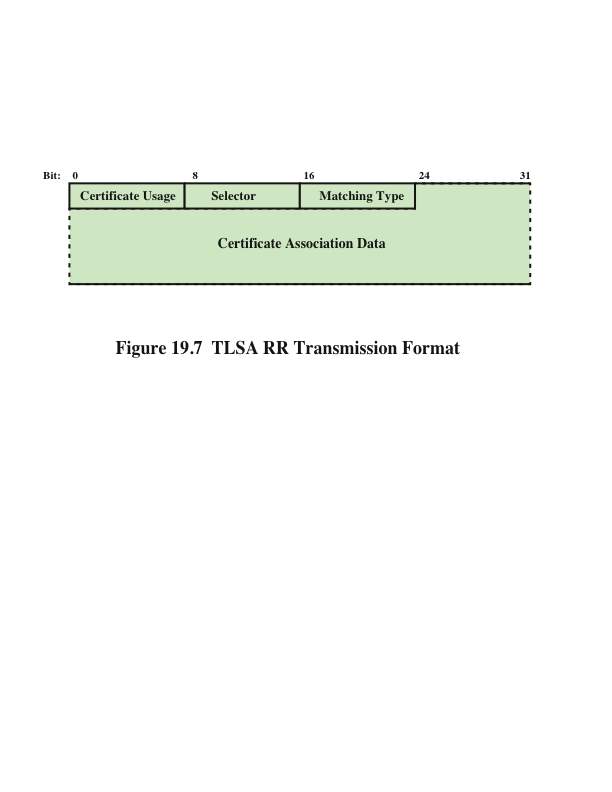 Bit: 0 8 16 24 31
Certificate Usage Selector Matching Type
Certificate Association Data
Figure 19.7 TLSA RR Transmission Format